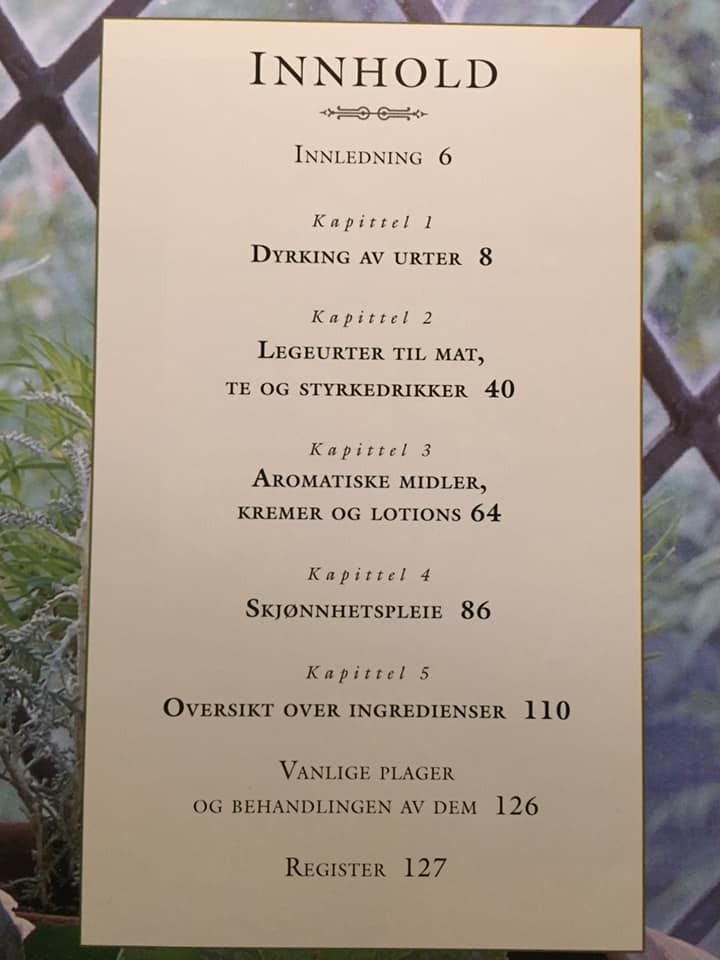 INNHOLD
INNLEDNING 6
Kapittel 1
DYRKING AV URTER 8
Kapittel 2
LEGEURTER TIL MAT,
TE OG STYRKEDRIKKER 40
Kapittel 3
AROMATISKE MIDLER,
KREMER OG LOTIONS 64
Kapittel 4
SKJØNNHETSPLEIE 86
Kapittel 5
OVERSIKT OVER INGREDIENSER 110
VANLIGE PLAGER
OG BEHANDLINGEN AV DEM 126
REGISTER 127